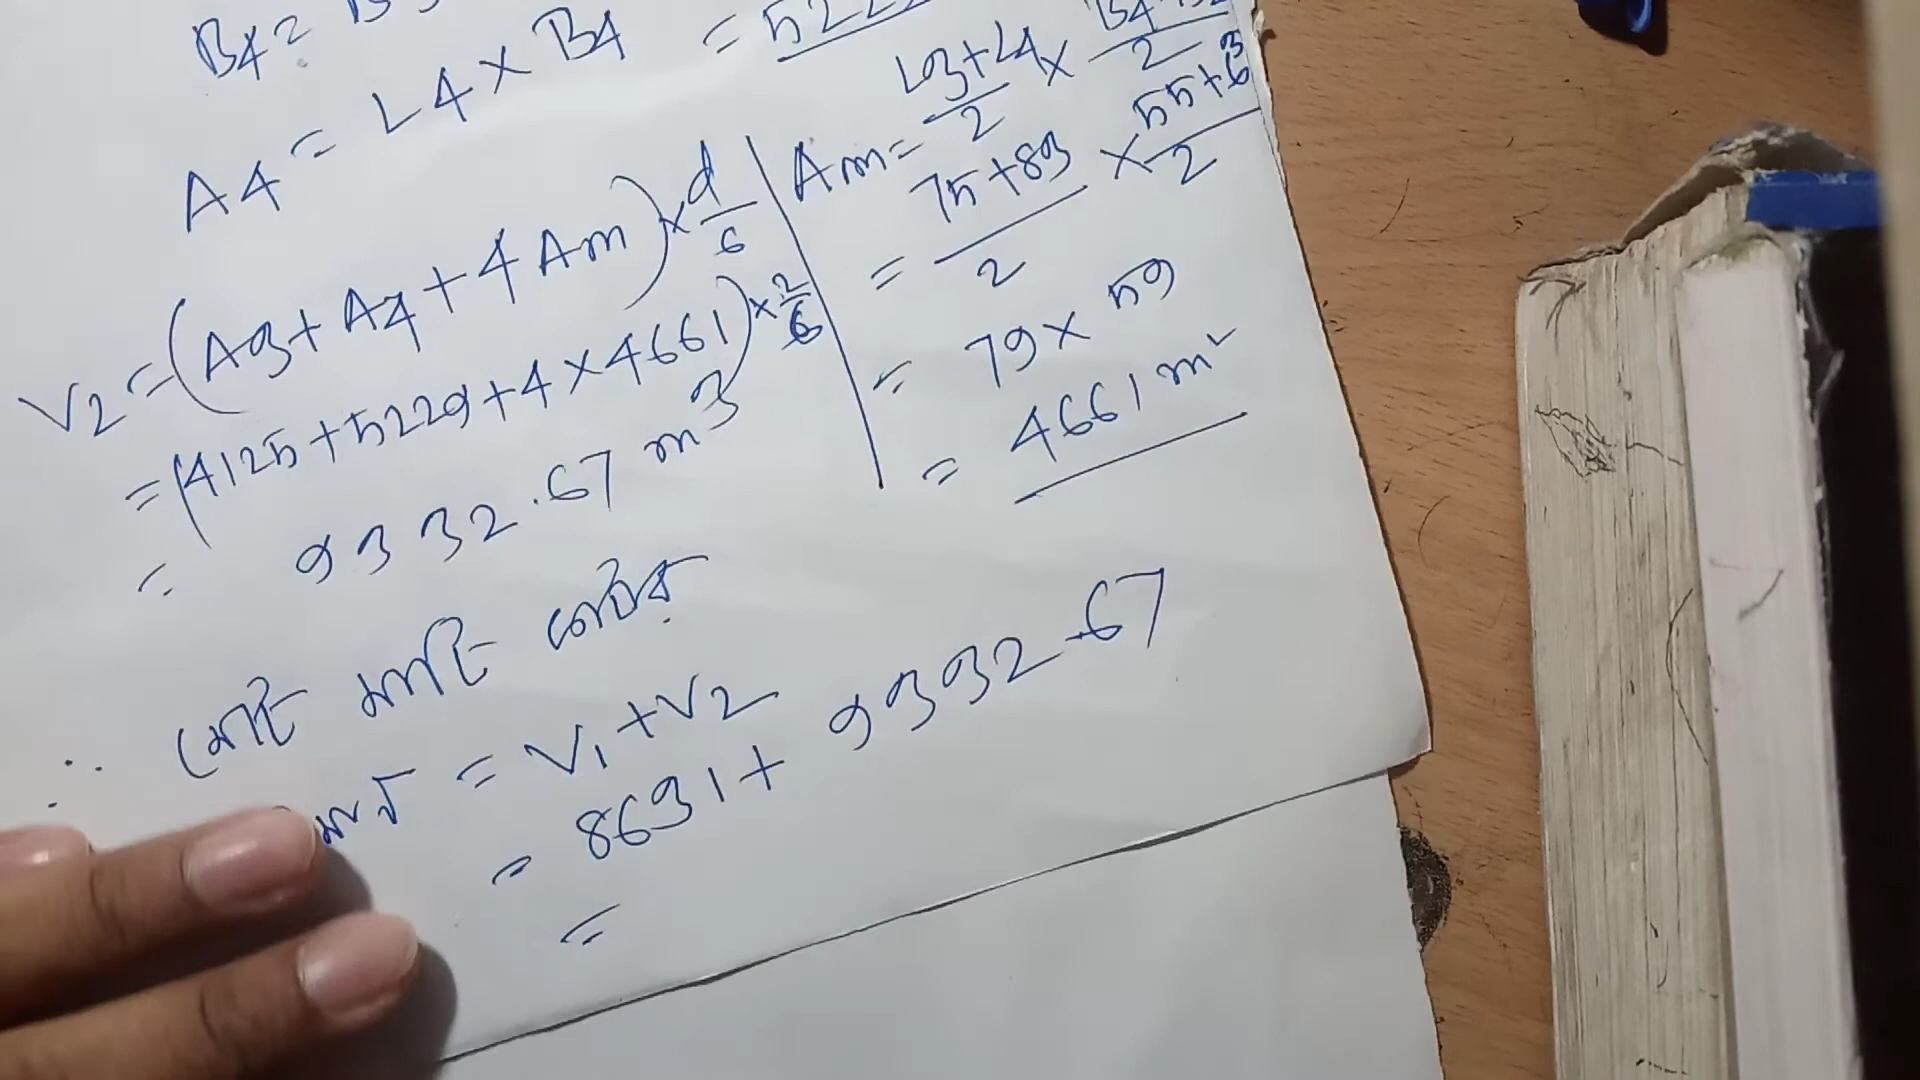 B4 =
A4 = L4 × B4 = 522
V2 = (A3 + A4 + 4 Am) × d/6
= (4125 + 5229 + 4 × 4661) × 2/6
= 9332.67 m³
Am = L3+L4/2 × B4 /2
= 75+83/2 × 55+63/2
= 79 × 59
= 4661 m²
∴ মোট মাটি
= V1 + V2
= 8631 + 9332.67
=